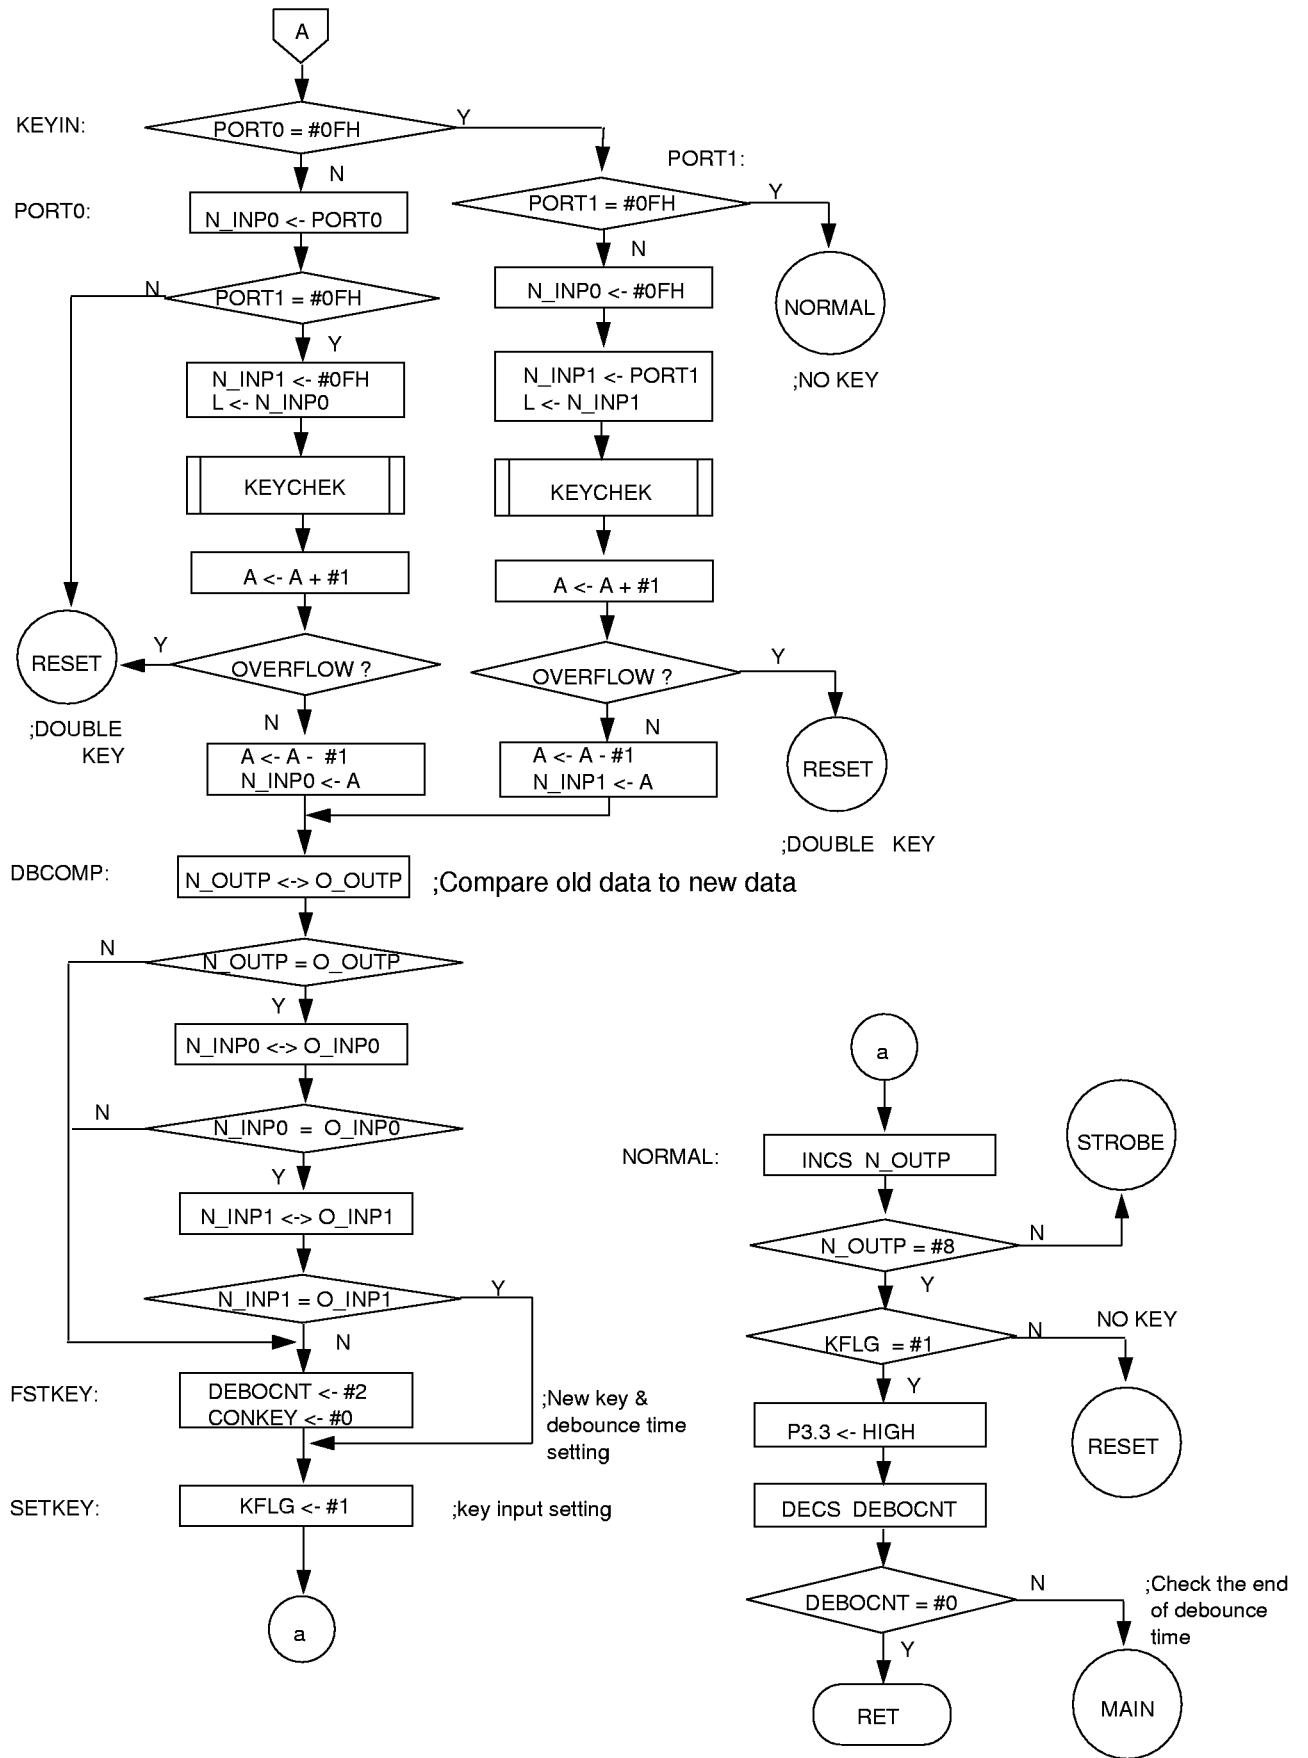 A
KEYIN:
PORT0 = #0FH
Y
N
PORT1:
PORT0:
N_INP0 <- PORT0
PORT1 = #0FH
Y
N
N
PORT1 = #0FH
N_INP0 <- #0FH
NORMAL
;NO KEY
Y
N_INP1 <- #0FH
L <- N_INP0
N_INP1 <- PORT1
L <- N_INP1
KEYCHEK
KEYCHEK
A <- A + #1
A <- A + #1
RESET
Y
OVERFLOW ?
OVERFLOW ?
Y
;DOUBLE
KEY
N
N
A <- A - #1
N_INP0 <- A
A <- A - #1
N_INP1 <- A
RESET
;DOUBLE KEY
DBCOMP:
N_OUTP <-> O_OUTP
;Compare old data to new data
N
N_OUTP = O_OUTP
Y
N_INP0 <-> O_INP0
N
N_INP0 = O_INP0
Y
N_INP1 <-> O_INP1
N_INP1 = O_INP1
Y
N
FSTKEY:
DEBOCNT <- #2
CONKEY <- #0
;New key &
debounce time
setting
SETKEY:
KFLG <- #1
;key input setting
a
a
NORMAL:
INCS N_OUTP
STROBE
N_OUTP = #8
N
Y
KFLG = #1
N
NO KEY
Y
P3.3 <- HIGH
RESET
DECS DEBOCNT
DEBOCNT = #0
N
;Check the end
of debounce
time
Y
RET
MAIN